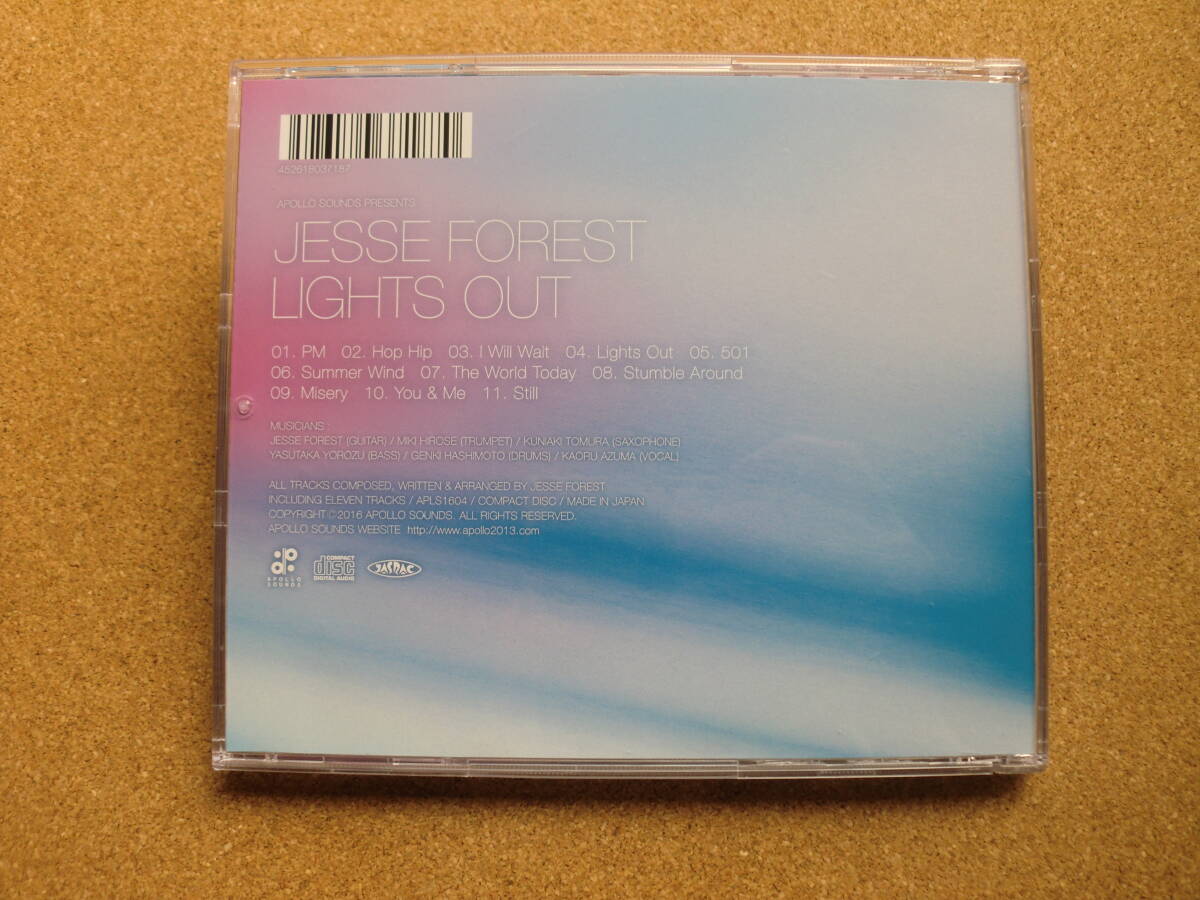 4526180371 87
APOLLO SOUNDS PRESENTS
JESSE FOREST
LIGHTS OUT
01. PM 02. Hop Hip 03. I Will Wait 04. Lights Out 05. 501
06. Summer Wind 07. The World Today 08. Stumble Around
09. Misery 10. You & Me 11. Still
MUSICIANS :
JESSE FOREST (GUITAR) / MIKI HIROSE (TRUMPET) / KUNIAKI TOMURA (SAXOPHONE)
YASUTAKA YOROZU (BASS) / GENKI HASHIMOTO (DRUMS) / KAORU AZUMA (VOCAL)
ALL TRACKS COMPOSED, WRITTEN & ARRANGED BY JESSE FOREST
INCLUDING ELEVEN TRACKS / APLS1604 / COMPACT DISC / MADE IN JAPAN
COPYRIGHT ©2016 APOLLO SOUNDS. ALL RIGHTS RESERVED.
APOLLO SOUNDS WEBSITE http://www.apollo2013.com
APOLLO
SOUNDS
COMPACT
disc
DIGITAL AUDIO
JASRAC